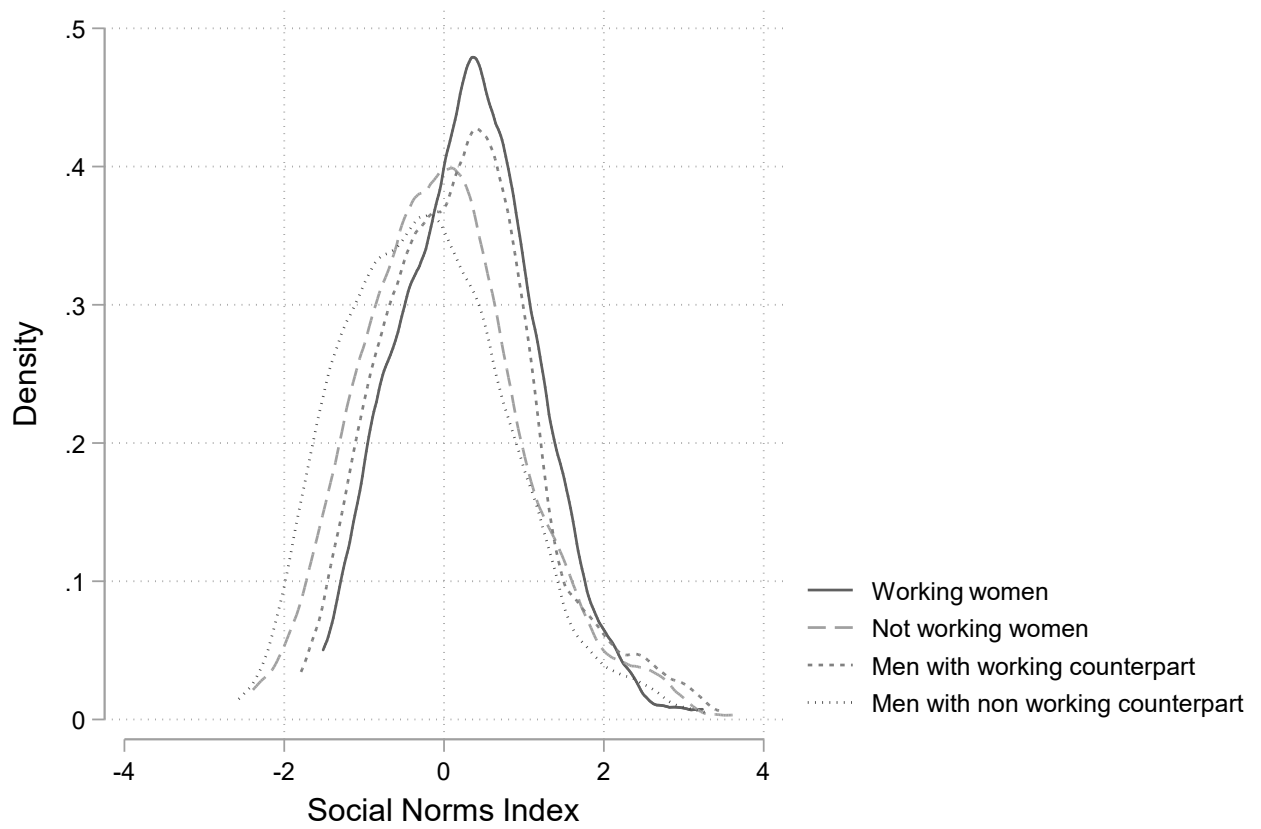 .5
.4
.3
.2
.1
0
Density
-4
-2
0
2
4
Social Norms Index
Working women
Not working women
Men with working counterpart
Men with non working counterpart